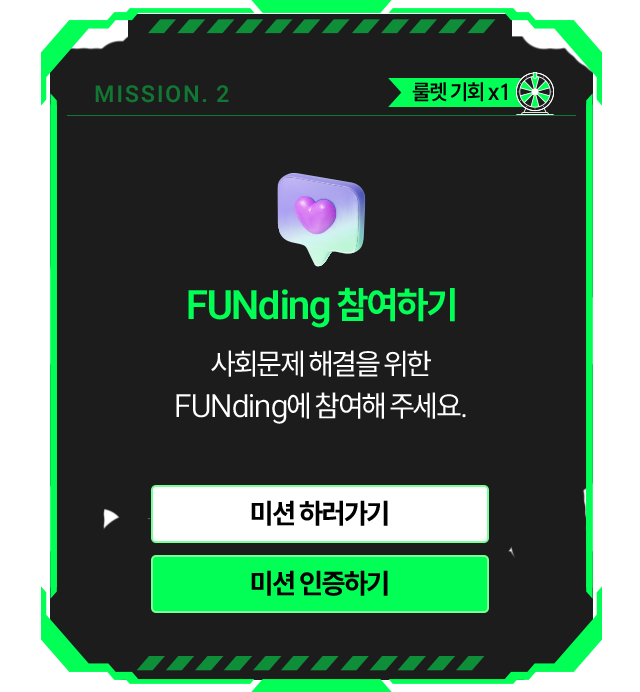 MISSION. 2
룰렛 기회 x1
FUNding 참여하기
사회문제 해결을 위한
FUNding에 참여해 주세요.
미션 하러가기
미션 인증하기